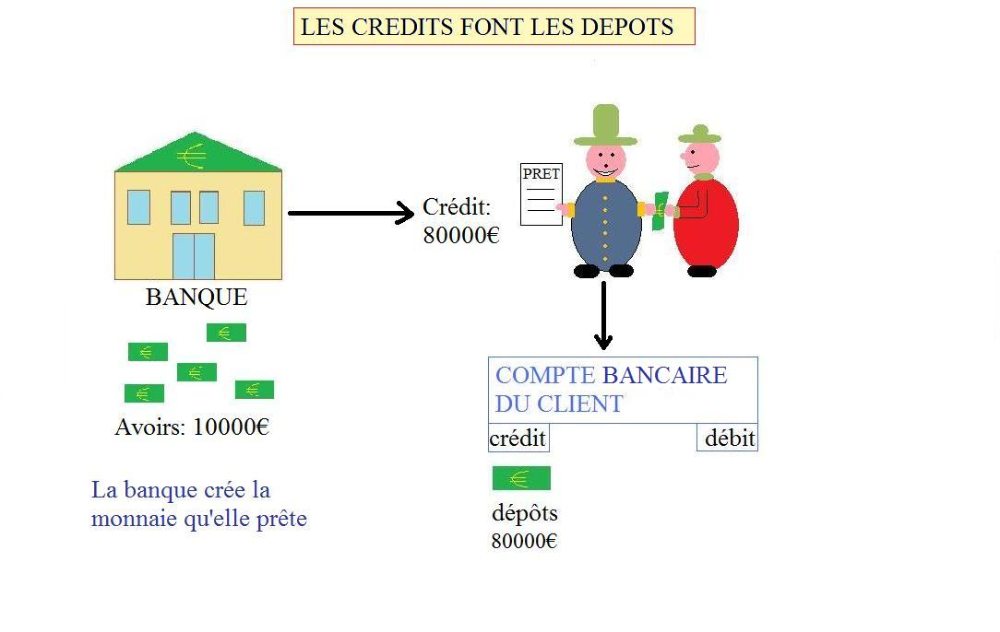 LES CREDITS FONT LES DEPOTS
PRET
Crédit:
80000€
BANQUE
Avoirs: 10000€
La banque crée la
monnaie qu'elle prête
COMPTE BANCAIRE
DU CLIENT
crédit
débit
dépôts
80000€